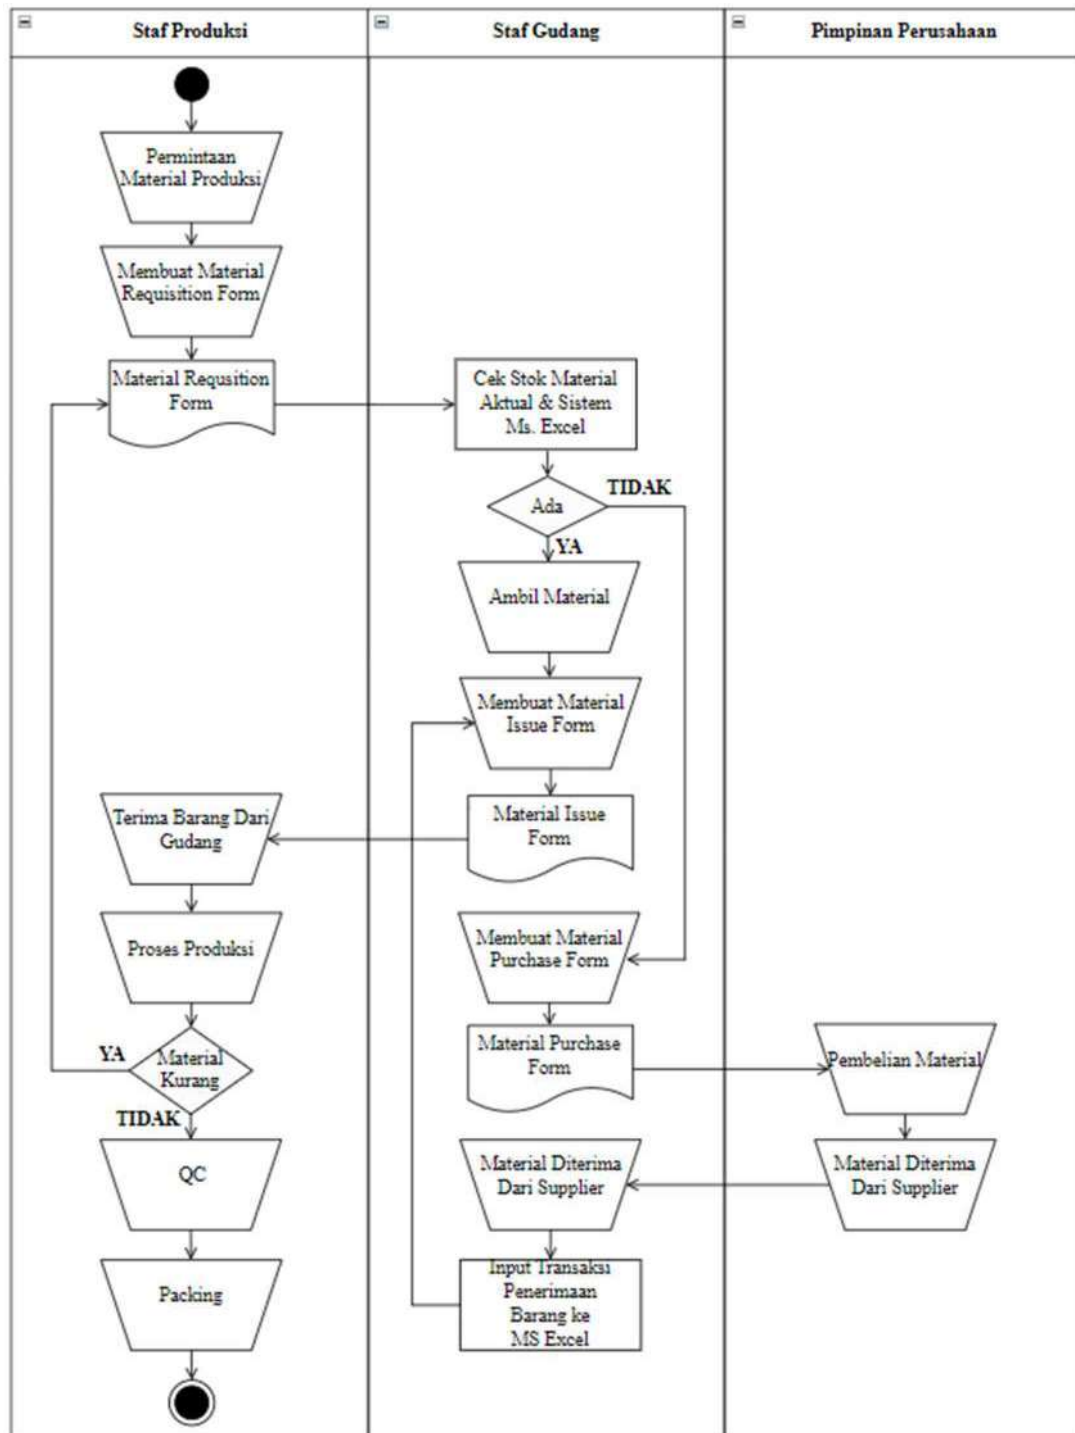 Staf Produksi
Staf Gudang
Pimpinan Perusahaan
Permintaan
Material Produksi
Membuat Material
Requisition Form
Material Requsition
Form
Cek Stok Material
Aktual & Sistem
Ms. Excel
Ada
TIDAK
YA
Ambil Material
Membuat Material
Issue Form
Material Issue
Form
Terima Barang Dari
Gudang
Proses Produksi
Membuat Material
Purchase Form
Material Purchase
Form
Pembelian Material
YA
Material
Kurang
TIDAK
QC
Material Diterima
Dari Supplier
Material Diterima
Dari Supplier
Packing
Input Transaksi
Penerimaan
Barang ke
MS Excel